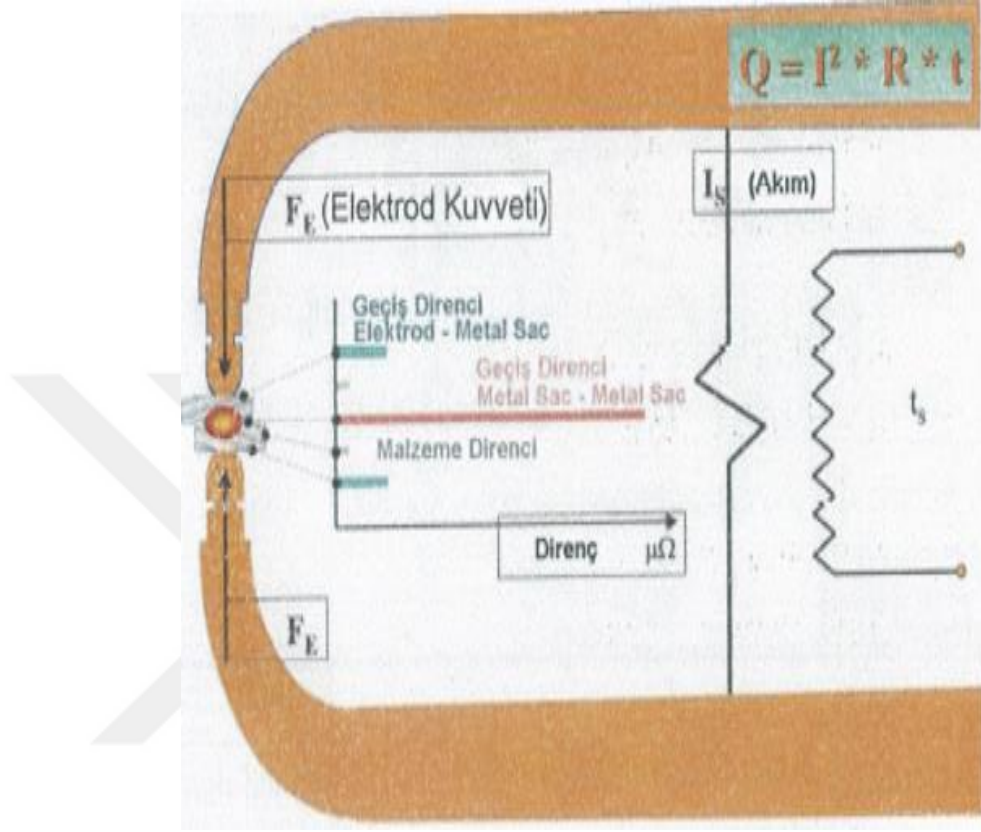 Q = I² * R * t
I_S (Akım)
F_E (Elektrod Kuvveti)
Geçiş Direnci
Elektrod - Metal Sac
Geçiş Direnci
Metal Sac - Metal Sac
t_s
Malzeme Direnci
Direnç μΩ
F_E